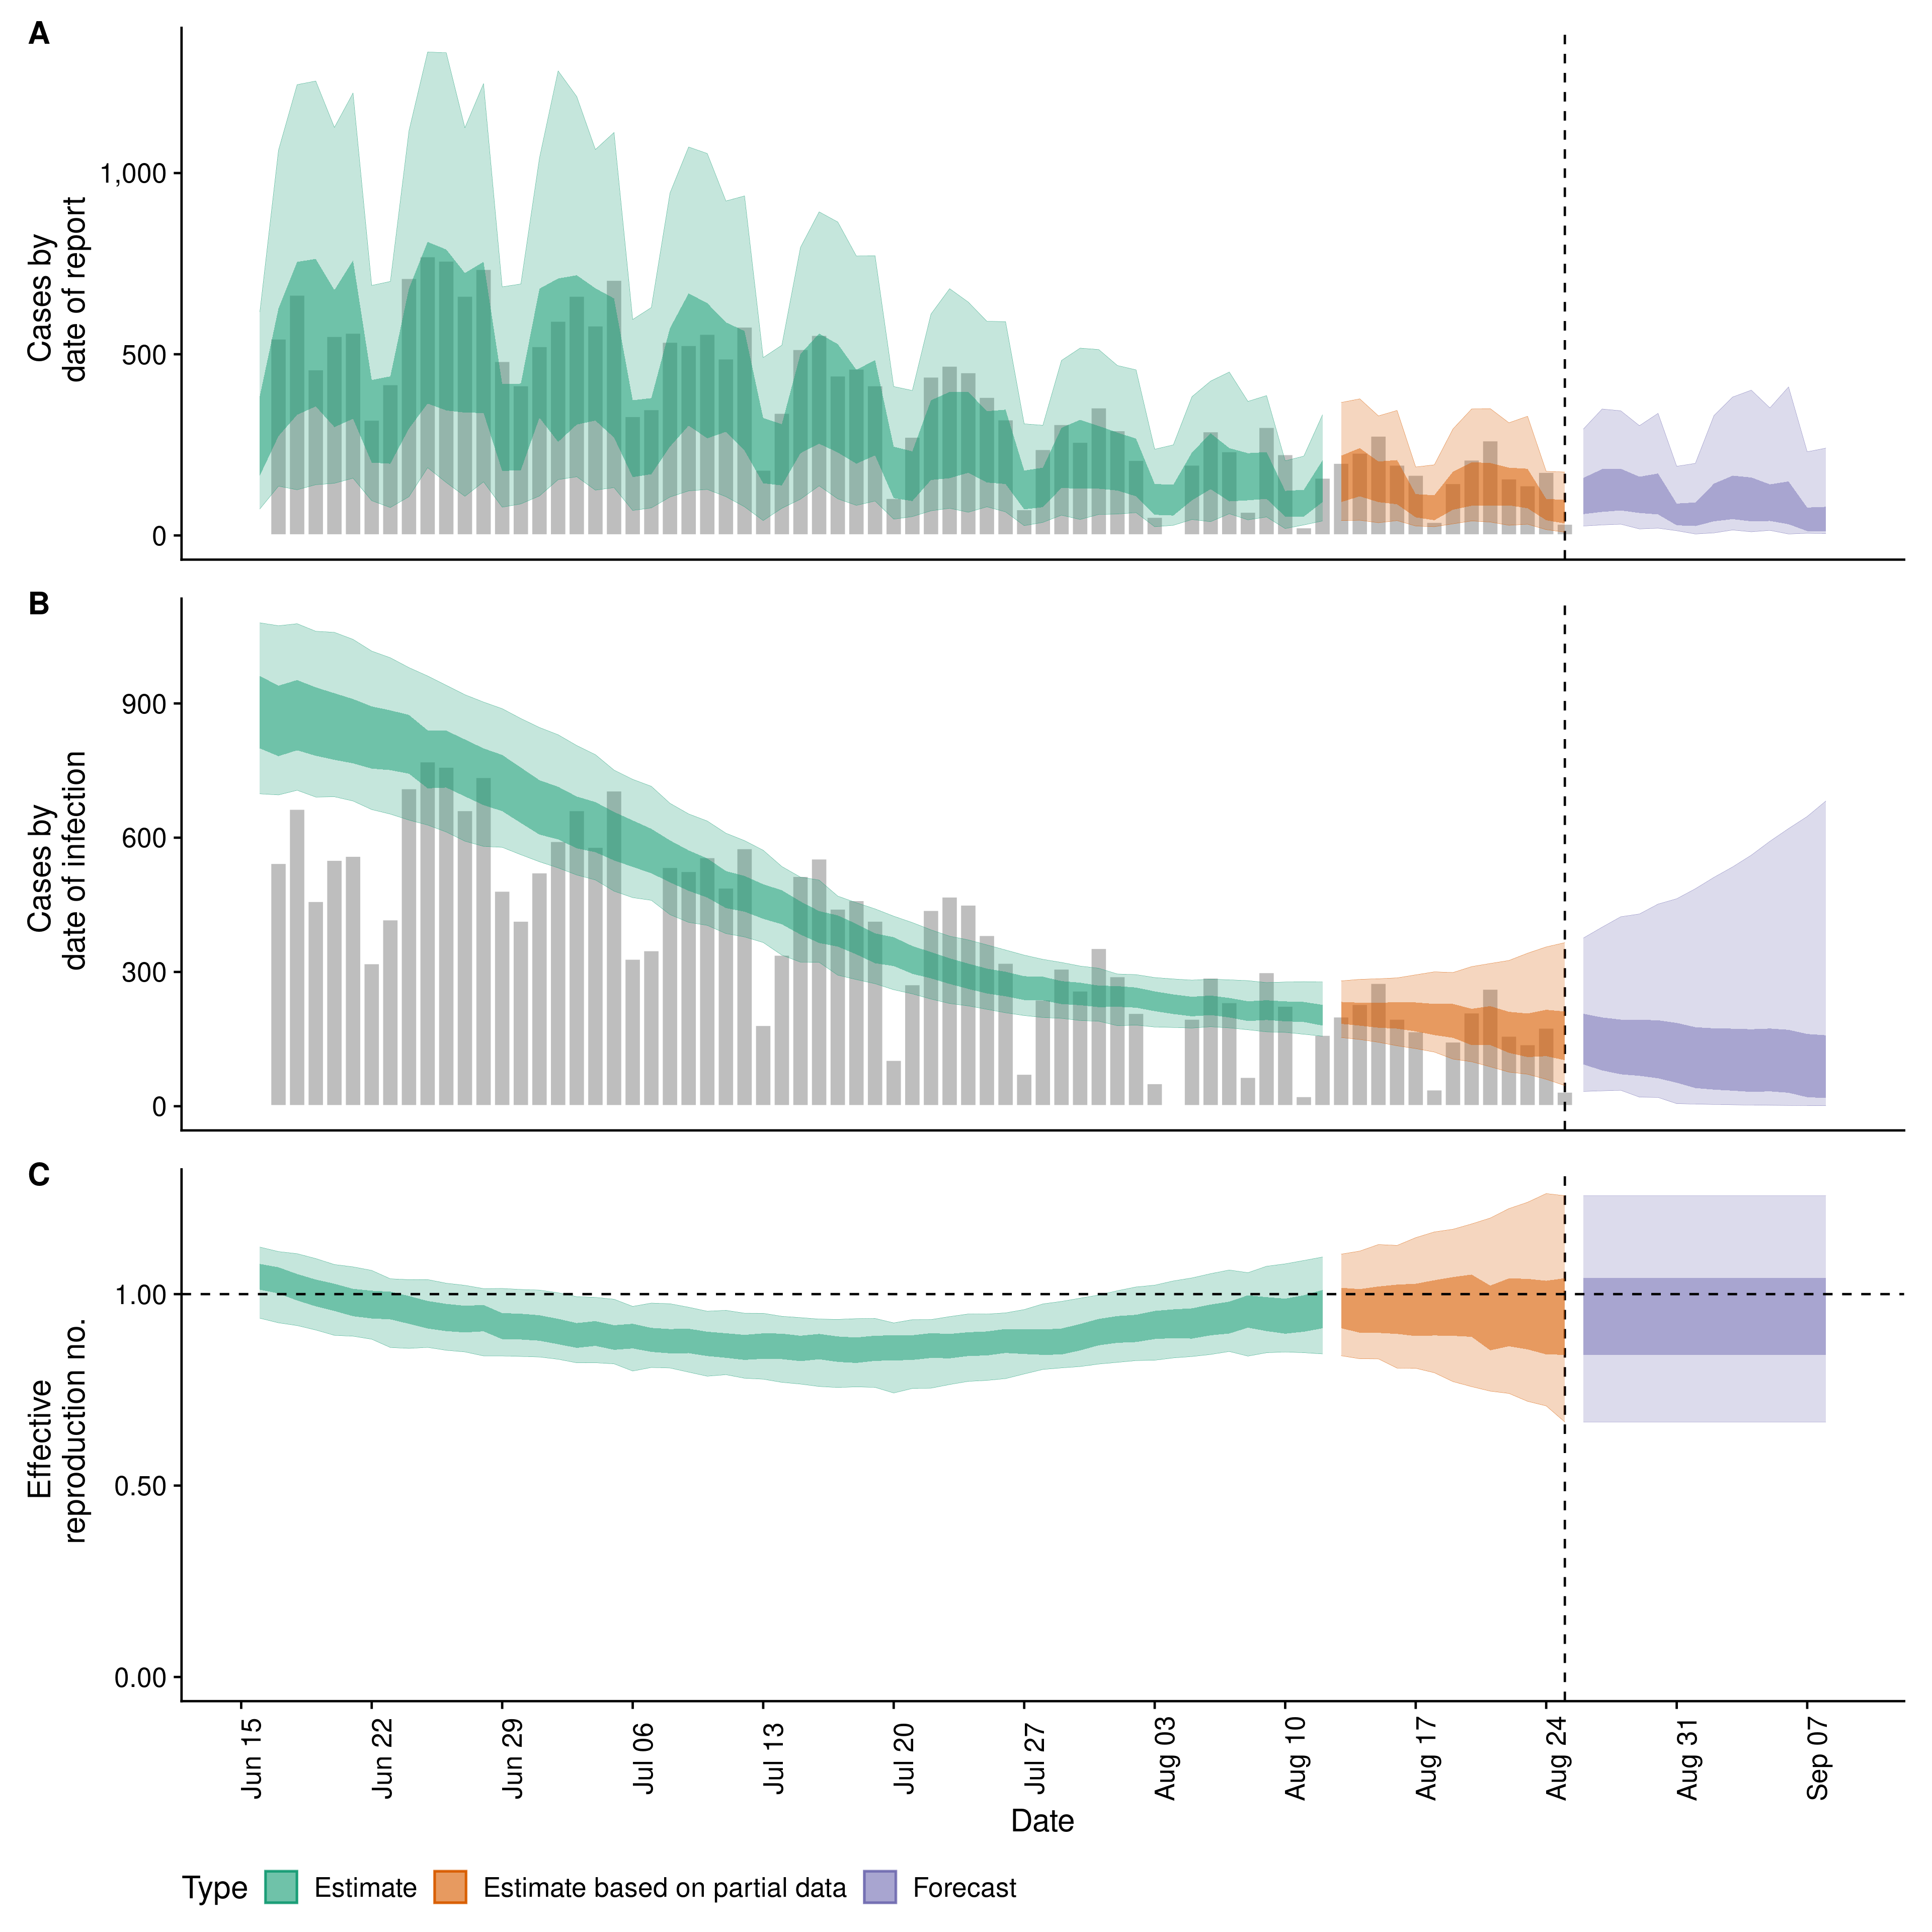 A
Cases by
date of report
1,000
500
0
B
Cases by
date of infection
900
600
300
0
C
Effective
reproduction no.
1.00
0.50
0.00
Jun 15
Jun 22
Jun 29
Jul 06
Jul 13
Jul 20
Jul 27
Aug 03
Aug 10
Aug 17
Aug 24
Aug 31
Sep 07
Date
Type Estimate Estimate based on partial data Forecast